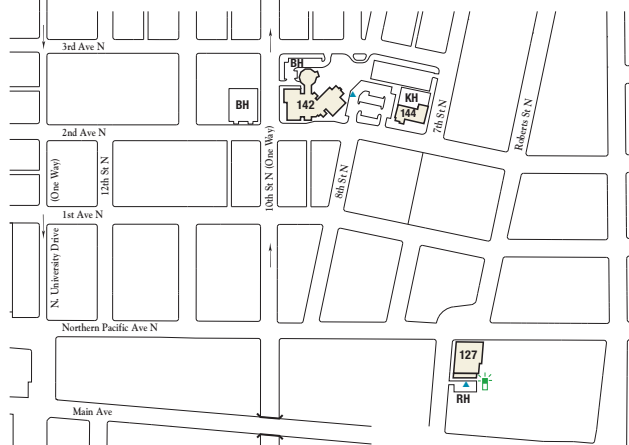 3rd Ave N
BH
BH
142
KH
144
7th St N
Roberts St N
2nd Ave N
(One Way)
12th St N
10th St N (One Way)
8th St N
1st Ave N
N. University Drive
Northern Pacific Ave N
127
RH
Main Ave